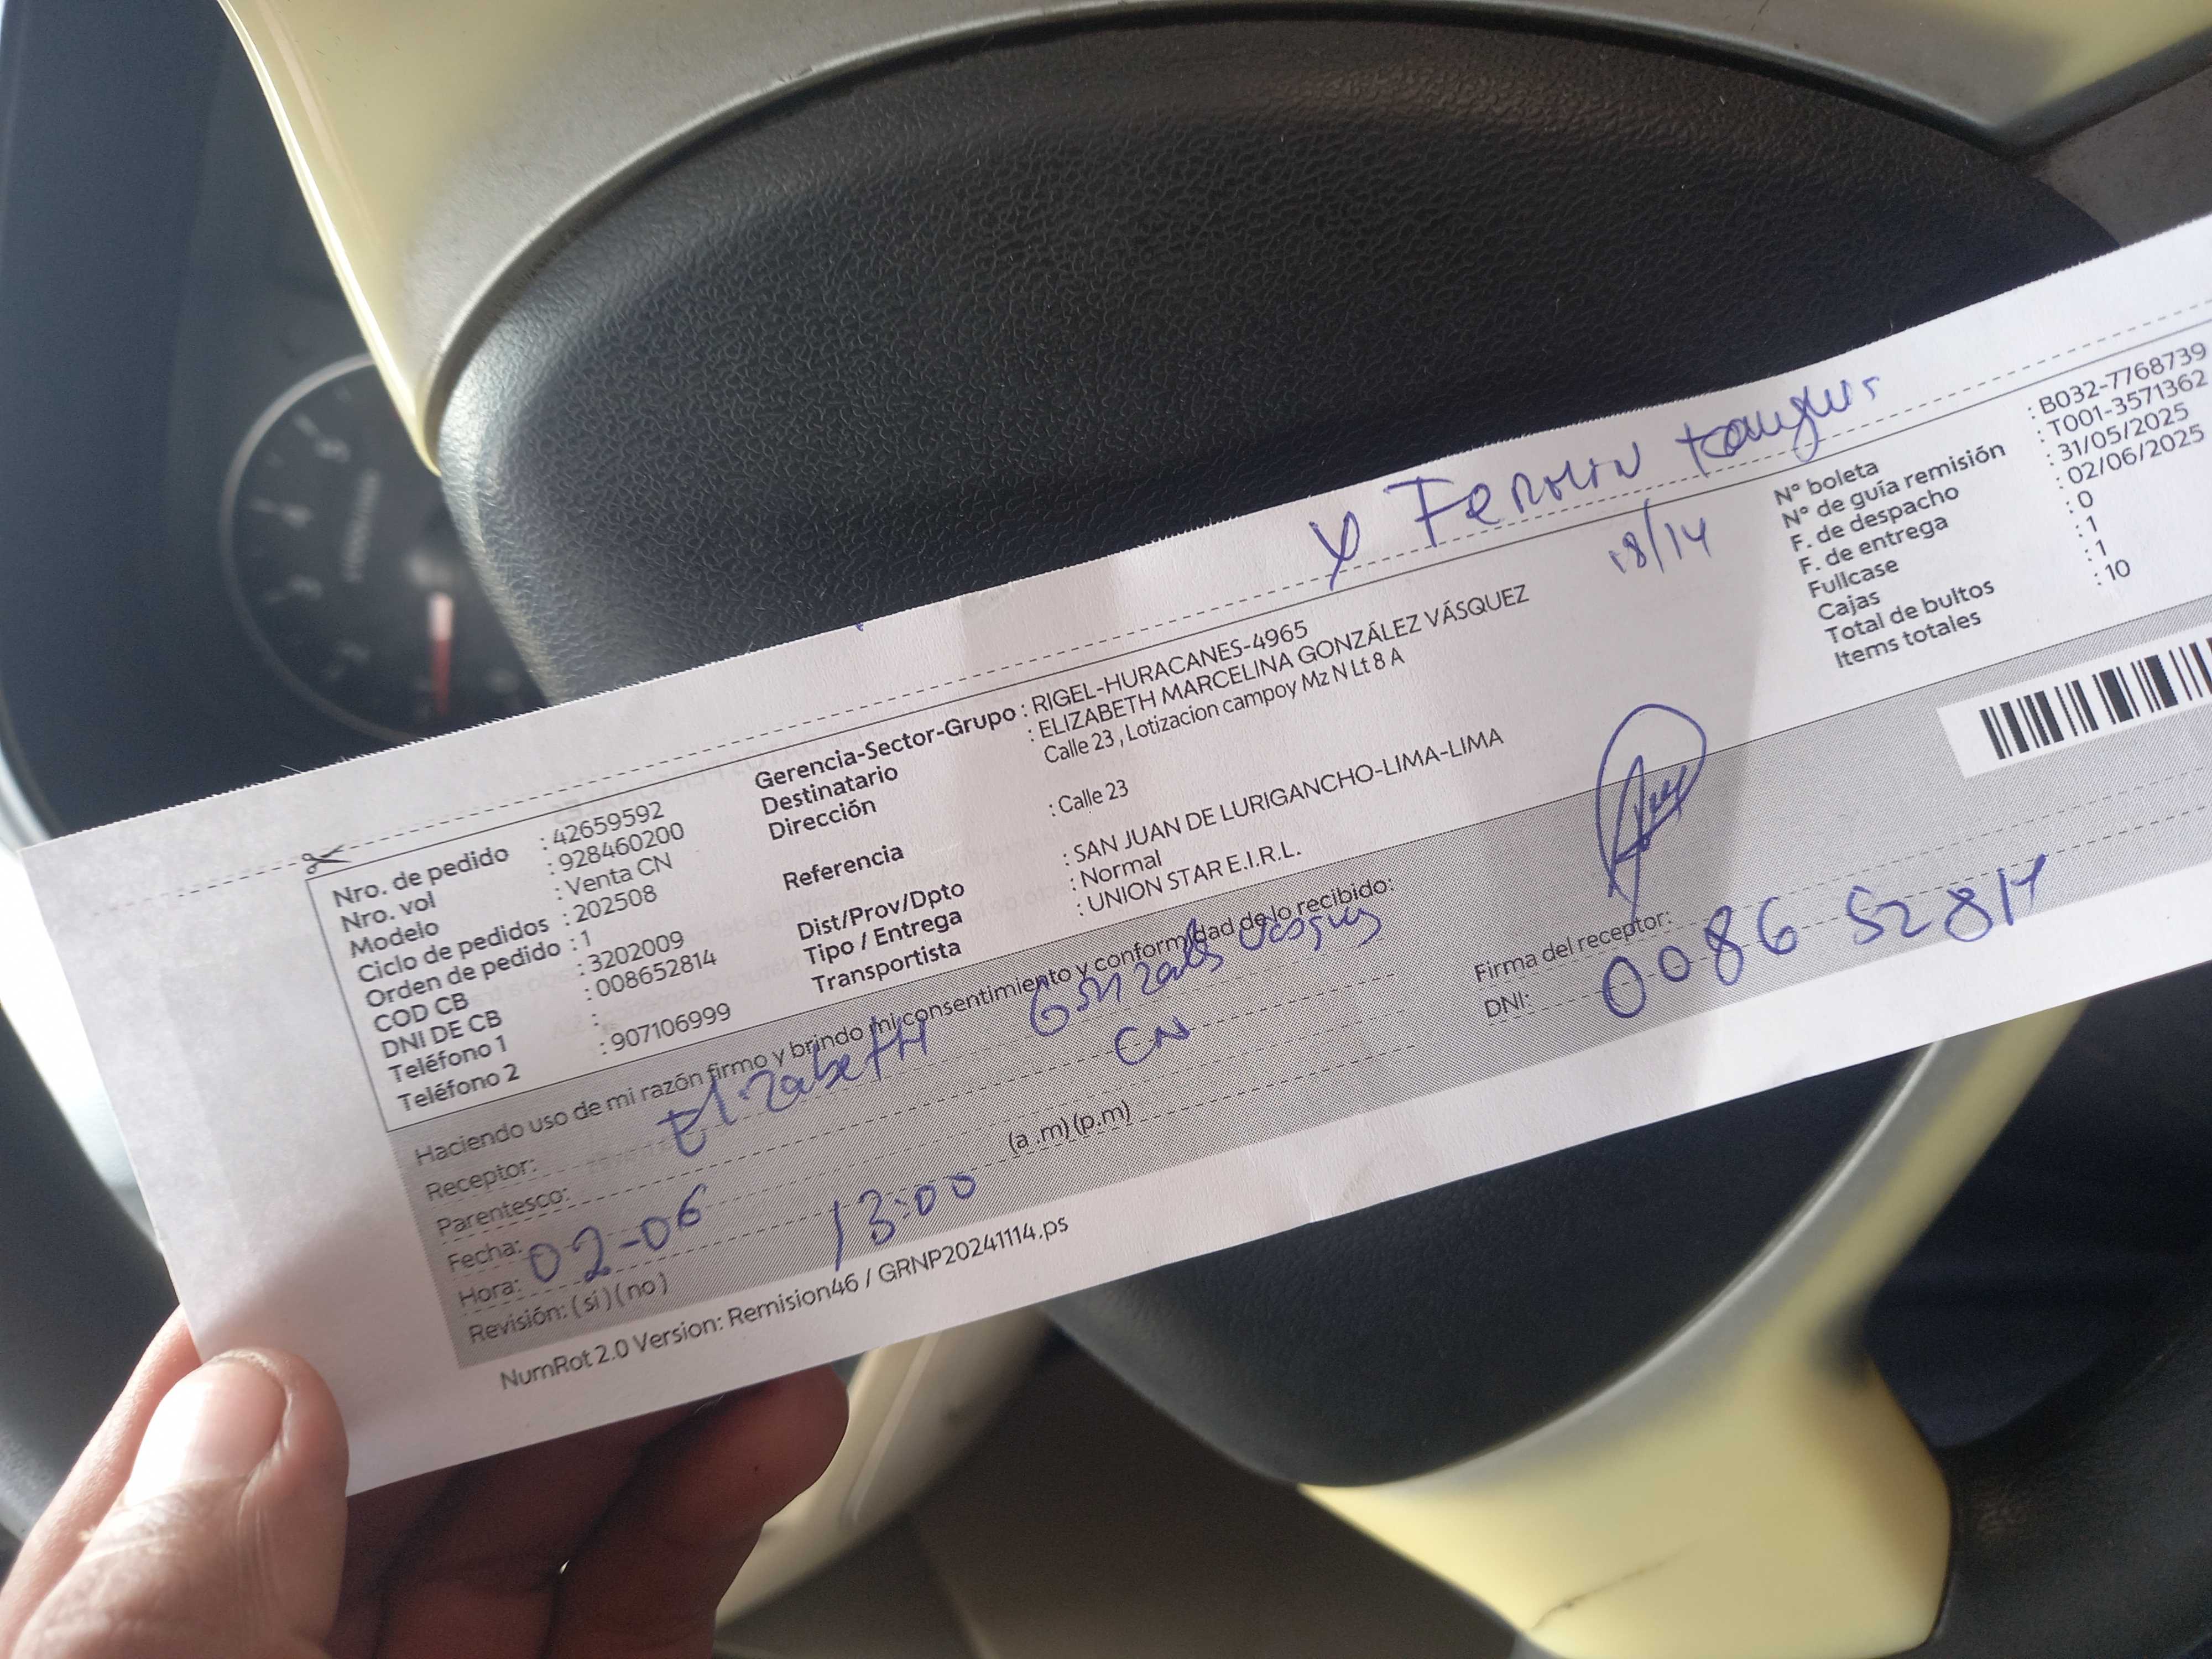 Y Fermin tanguis
18/14
Nro. de pedido : 42659592
Nro. vol : 928460200
Modelo : Venta CN
Ciclo de pedidos : 202508
Orden de pedido : 1
COD CB : 3202009
DNI DE CB : 008652814
Teléfono 1 :
Teléfono 2 : 907106999
Gerencia-Sector-Grupo : RIGEL-HURACANES-4965
Destinatario : ELIZABETH MARCELINA GONZÁLEZ VÁSQUEZ
Dirección Calle 23 , Lotizacion campoy Mz N Lt 8 A
Referencia : Calle 23
Dist/Prov/Dpto : SAN JUAN DE LURIGANCHO-LIMA-LIMA
Tipo / Entrega : Normal
Transportista : UNION STAR E.I.R.L.
N° boleta : B032-7768739
N° de guía remisión : T001-3571362
F. de despacho : 31/05/2025
F. de entrega : 02/06/2025
Fullcase : 0
Cajas : 1
Total de bultos : 1
Items totales : 10
Haciendo uso de mi razón firmo y brindo mi consentimiento y conformidad de lo recibido:
Receptor: Elizabeth Gonzales Vasquez
Parentesco: CN
Fecha: 02-06
Hora: 13:00 (a .m) (p.m)
Revisión: (si) (no)
Firma del receptor:
DNI: 008652814
NumRot 2.0 Version: Remision46 / GRNP20241114.ps